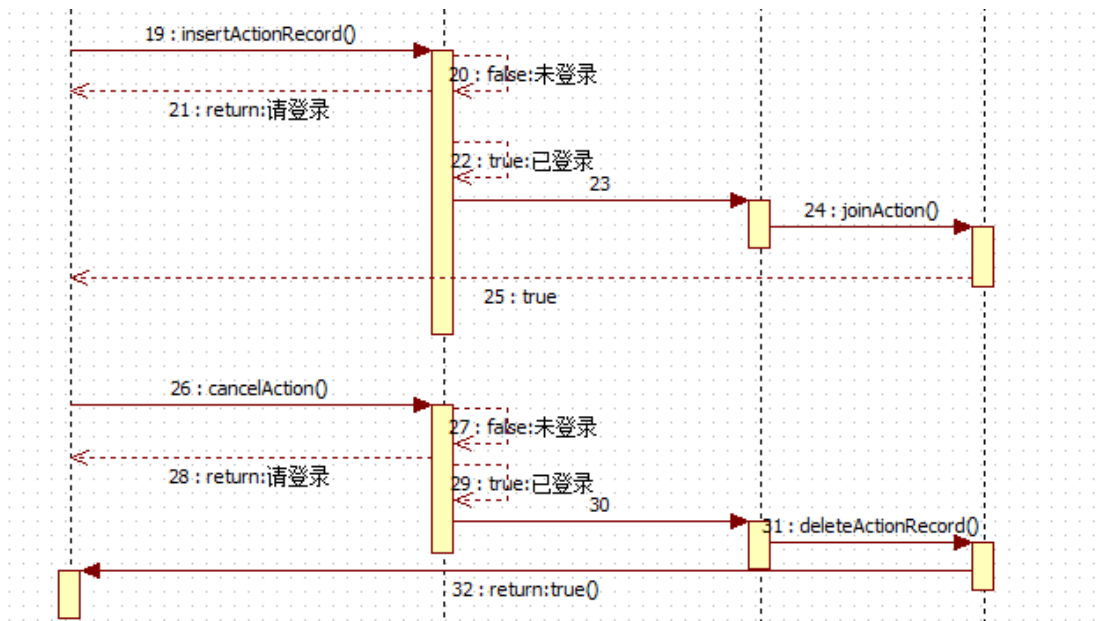 19 : insertActionRecord()
20 : false:未登录
21 : return:请登录
22 : true:已登录
23
24 : joinAction()
25 : true
26 : cancelAction()
27 : false:未登录
28 : return:请登录
29 : true:已登录
30
31 : deleteActionRecord()
32 : return:true()